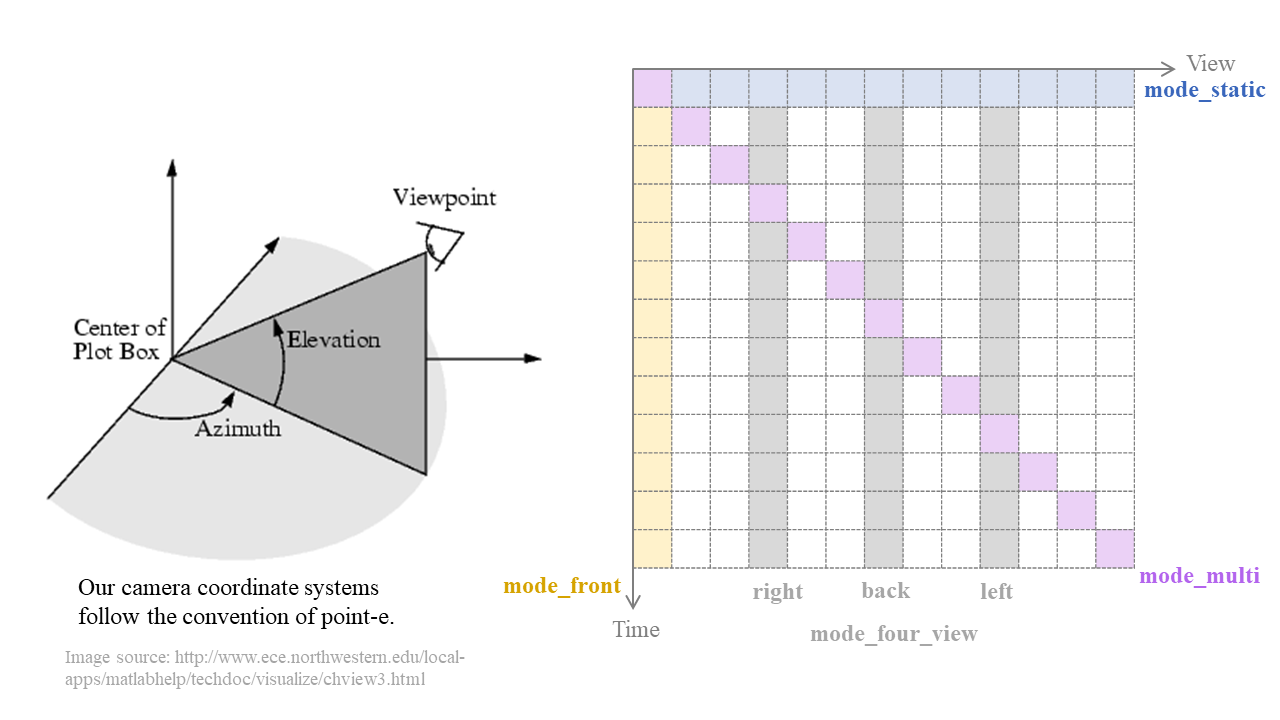 Viewpoint
Center of
Plot Box
Elevation
Azimuth
Our camera coordinate systems
follow the convention of point-e.
Image source: http://www.ece.northwestern.edu/local-
apps/matlabhelp/techdoc/visualize/chview3.html
View
mode_static
mode_front
mode_multi
right
back
left
Time
mode_four_view